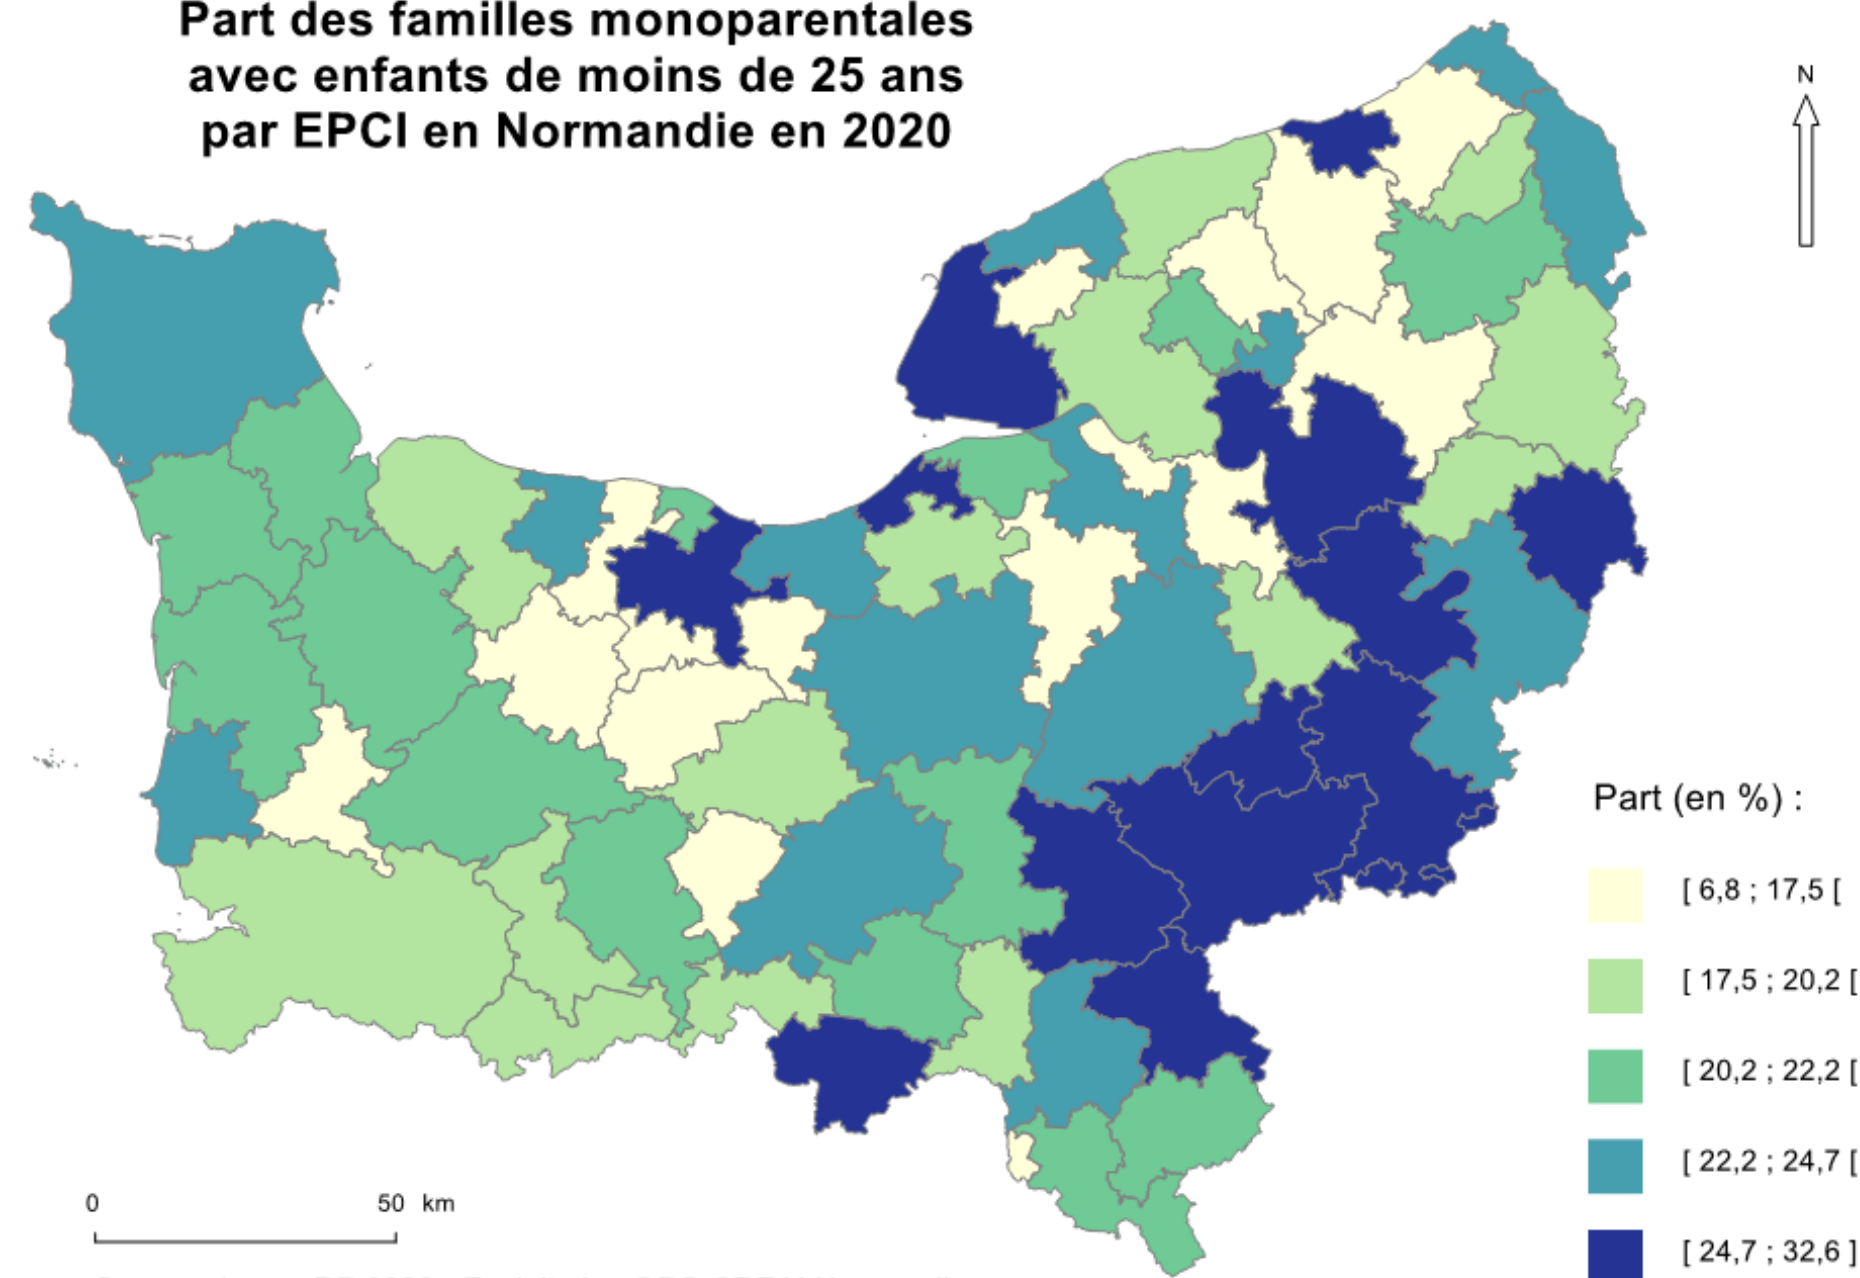 Part des familles monoparentales
avec enfants de moins de 25 ans
par EPCI en Normandie en 2020
N
Part (en %) :
[ 6,8 ; 17,5 [
[ 17,5 ; 20,2 [
[ 20,2 ; 22,2 [
[ 22,2 ; 24,7 [
[ 24,7 ; 32,6 ]
0 50 km